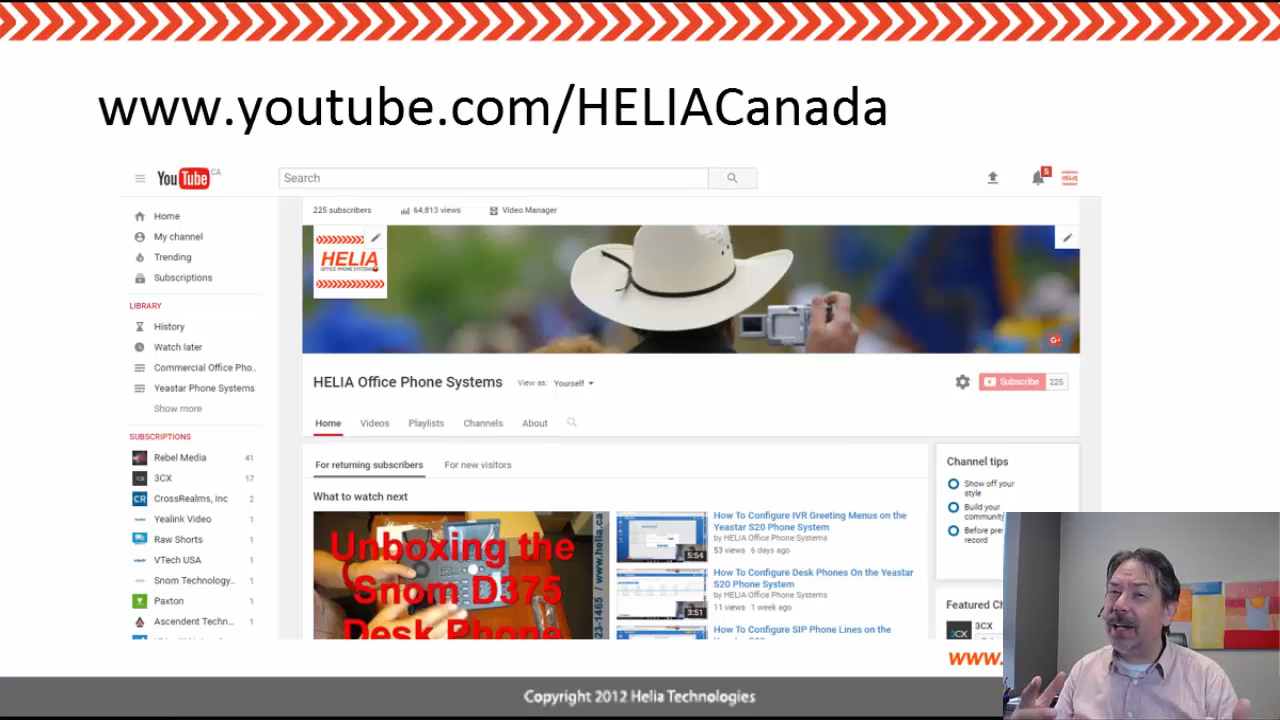 www.youtube.com/HELIACanada
YouTube CA
Search
5
HELIA
Home
My channel
Trending
Subscriptions
LIBRARY
History
Watch later
Commercial Office Pho..
Yeastar Phone Systems
Show more
SUBSCRIPTIONS
Rebel Media 41
3CX 17
CrossRealms, Inc 2
Yealink Video 1
Raw Shorts 1
VTech USA 1
Snom Technology.. 1
Paxton 1
Ascendent Techn... 1
225 subscribers 64,813 views Video Manager
HELIA
OFFICE PHONE SYSTEMS
G+
HELIA Office Phone Systems View as: Yourself
Subscribe 225
Home Videos Playlists Channels About
For returning subscribers For new visitors
What to watch next
Unboxing the
Snom D375
Desk Phone
www.helia.ca
23-1465
How To Configure IVR Greeting Menus on the
Yeastar S20 Phone System
by HELIA Office Phone Systems
53 views 6 days ago
5:54
How To Configure Desk Phones On the Yeastar
S20 Phone System
by HELIA Office Phone Systems
11 views 1 week ago
3:51
How To Configure SIP Phone Lines on the
Channel tips
Show off your
style
Build your
community
Before
record
Featured
3CX
3CX
www.
Copyright 2012 Helia Technologies